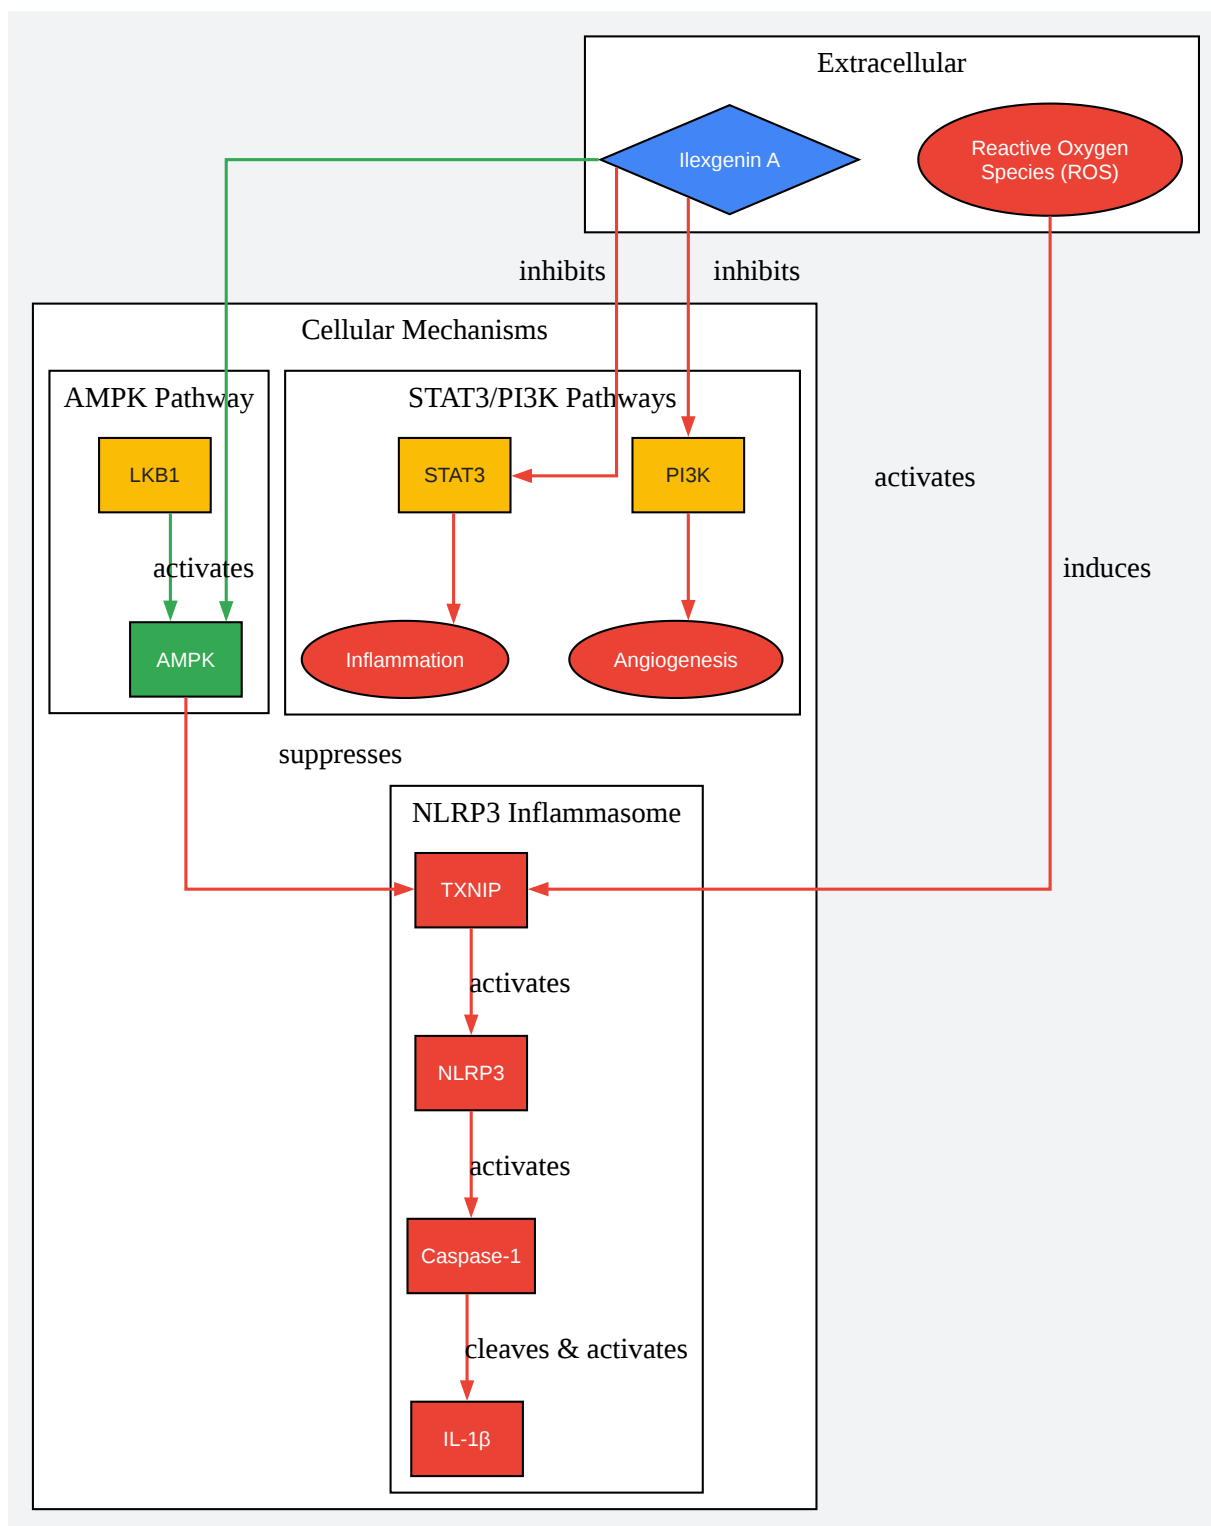 Extracellular
Ilexgenin A
Reactive Oxygen
Species (ROS)
inhibits
inhibits
Cellular Mechanisms
AMPK Pathway
STAT3/PI3K Pathways
LKB1
STAT3
PI3K
activates
activates
induces
AMPK
Inflammation
Angiogenesis
suppresses
NLRP3 Inflammasome
TXNIP
activates
NLRP3
activates
Caspase-1
cleaves & activates
IL-1β